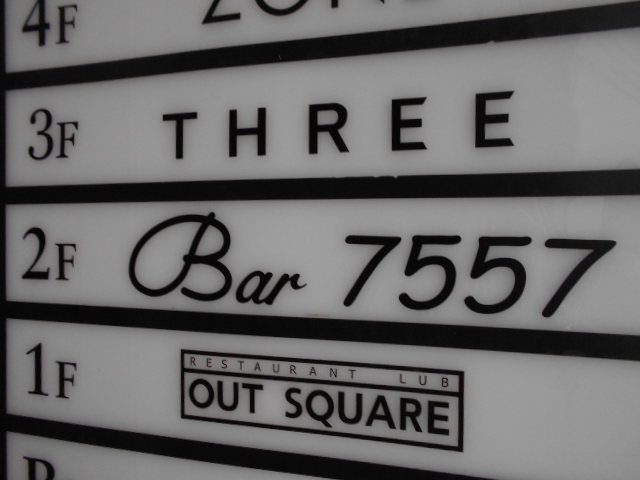 4F
3F THREE
2F Bar 7557
1F RESTAURANT LUB
OUT SQUARE